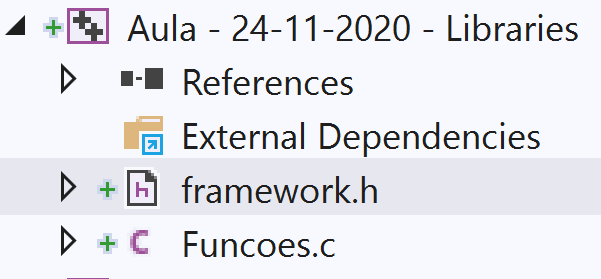 Aula - 24-11-2020 - Libraries
References
External Dependencies
framework.h
Funcoes.c